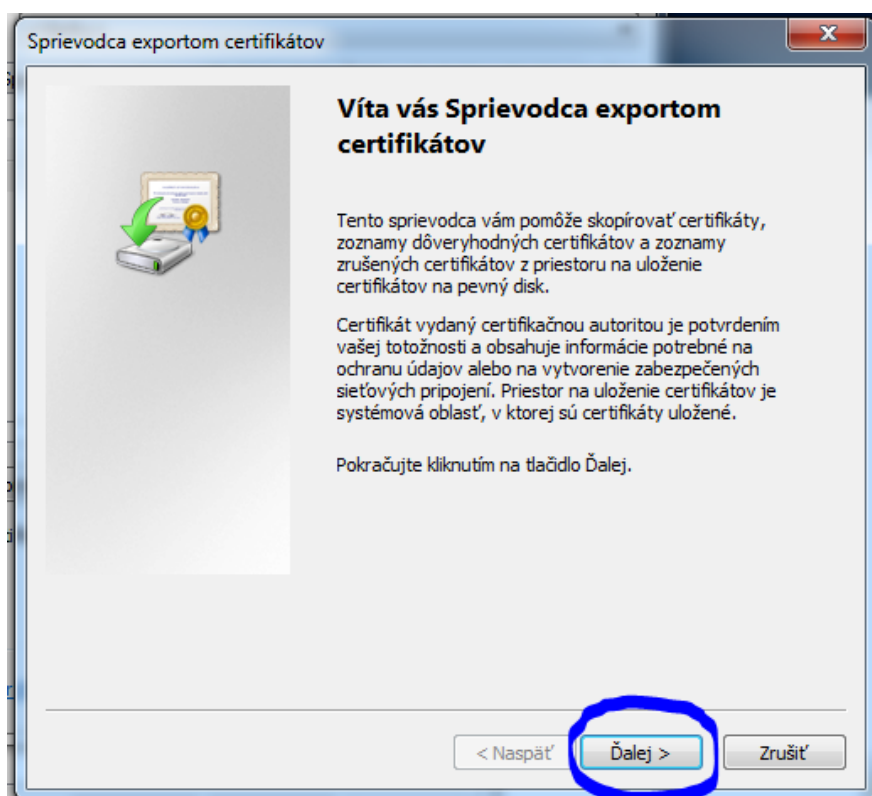 Sprievodca exportom certifikátov
Víta vás Sprievodca exportom
certifikátov
Tento sprievodca vám pomôže skopírovať certifikáty,
zoznamy dôveryhodných certifikátov a zoznamy
zrušených certifikátov z priestoru na uloženie
certifikátov na pevný disk.
Certifikát vydaný certifikačnou autoritou je potvrdením
vašej totožnosti a obsahuje informácie potrebné na
ochranu údajov alebo na vytvorenie zabezpečených
sieťových pripojení. Priestor na uloženie certifikátov je
systémová oblasť, v ktorej sú certifikáty uložené.
Pokračujte kliknutím na tlačidlo Ďalej.
< Naspäť Ďalej > Zrušiť